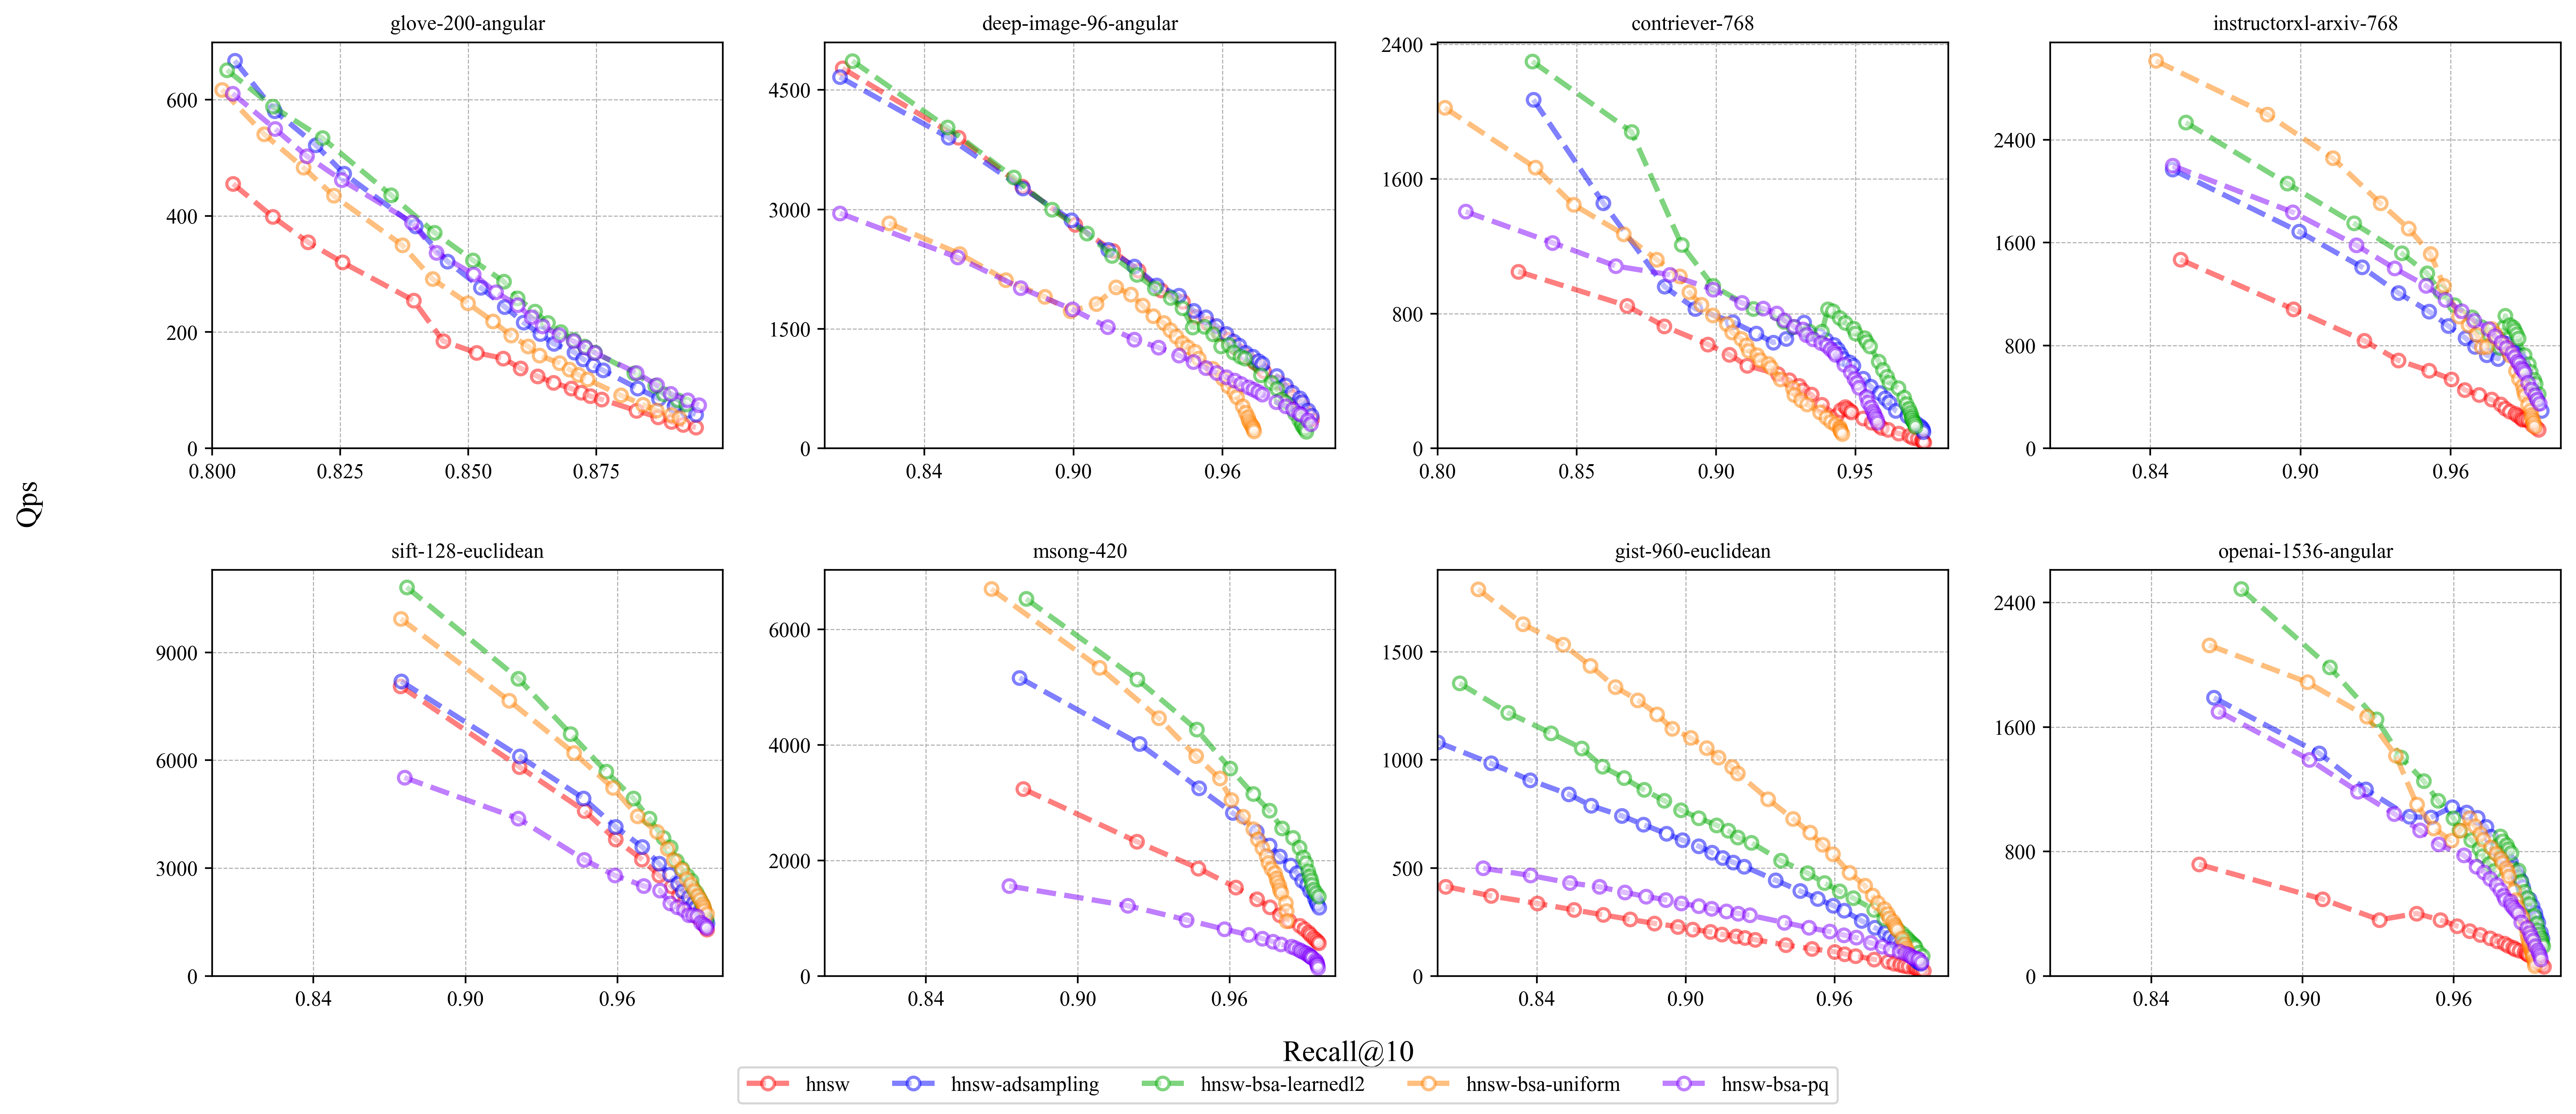 glove-200-angular
deep-image-96-angular
contriever-768
instructorxl-arxiv-768
600
400
200
0
0.800 0.825 0.850 0.875
4500
3000
1500
0
0.84 0.90 0.96
2400
1600
800
0
0.80 0.85 0.90 0.95
2400
1600
800
0
0.84 0.90 0.96
Qps
sift-128-euclidean
msong-420
gist-960-euclidean
openai-1536-angular
9000
6000
3000
0
0.84 0.90 0.96
6000
4000
2000
0
0.84 0.90 0.96
1500
1000
500
0
0.84 0.90 0.96
2400
1600
800
0
0.84 0.90 0.96
Recall@10
hnsw hnsw-adsampling hnsw-bsa-learnedl2 hnsw-bsa-uniform hnsw-bsa-pq